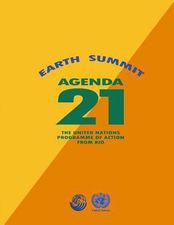 EARTH SUMMIT
AGENDA
21
THE UNITED NATIONS
PROGRAMME OF ACTION
FROM RIO